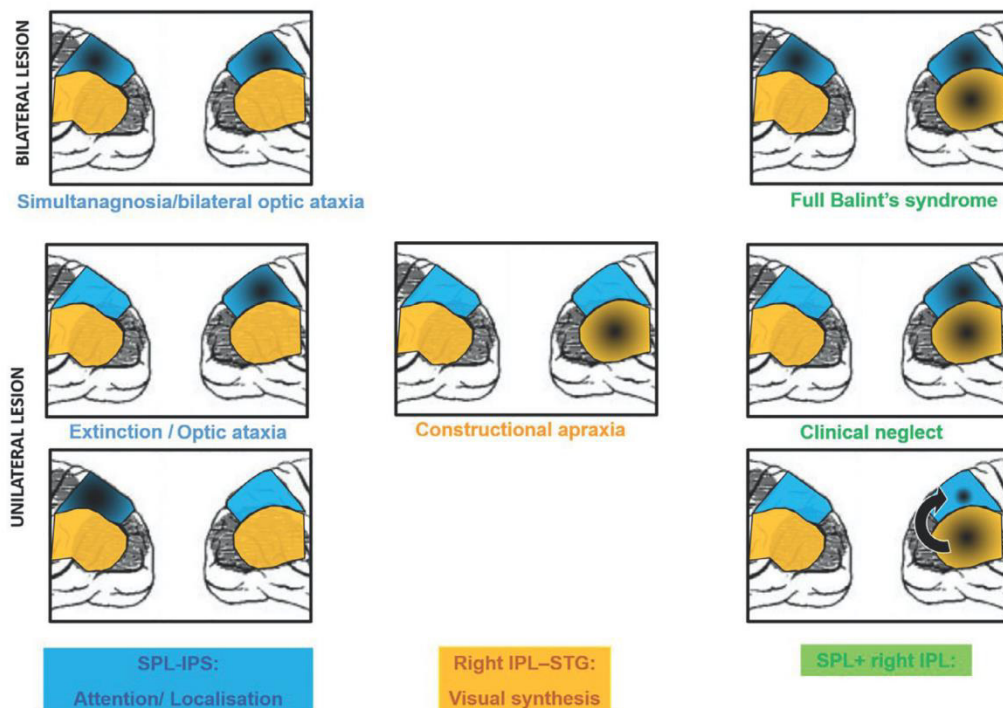 BILATERAL LESION
Simultanagnosia/bilateral optic ataxia
Full Balint's syndrome
UNILATERAL LESION
Extinction / Optic ataxia
Constructional apraxia
Clinical neglect
SPL-IPS:
Attention/ Localisation
Right IPL–STG:
Visual synthesis
SPL+ right IPL: